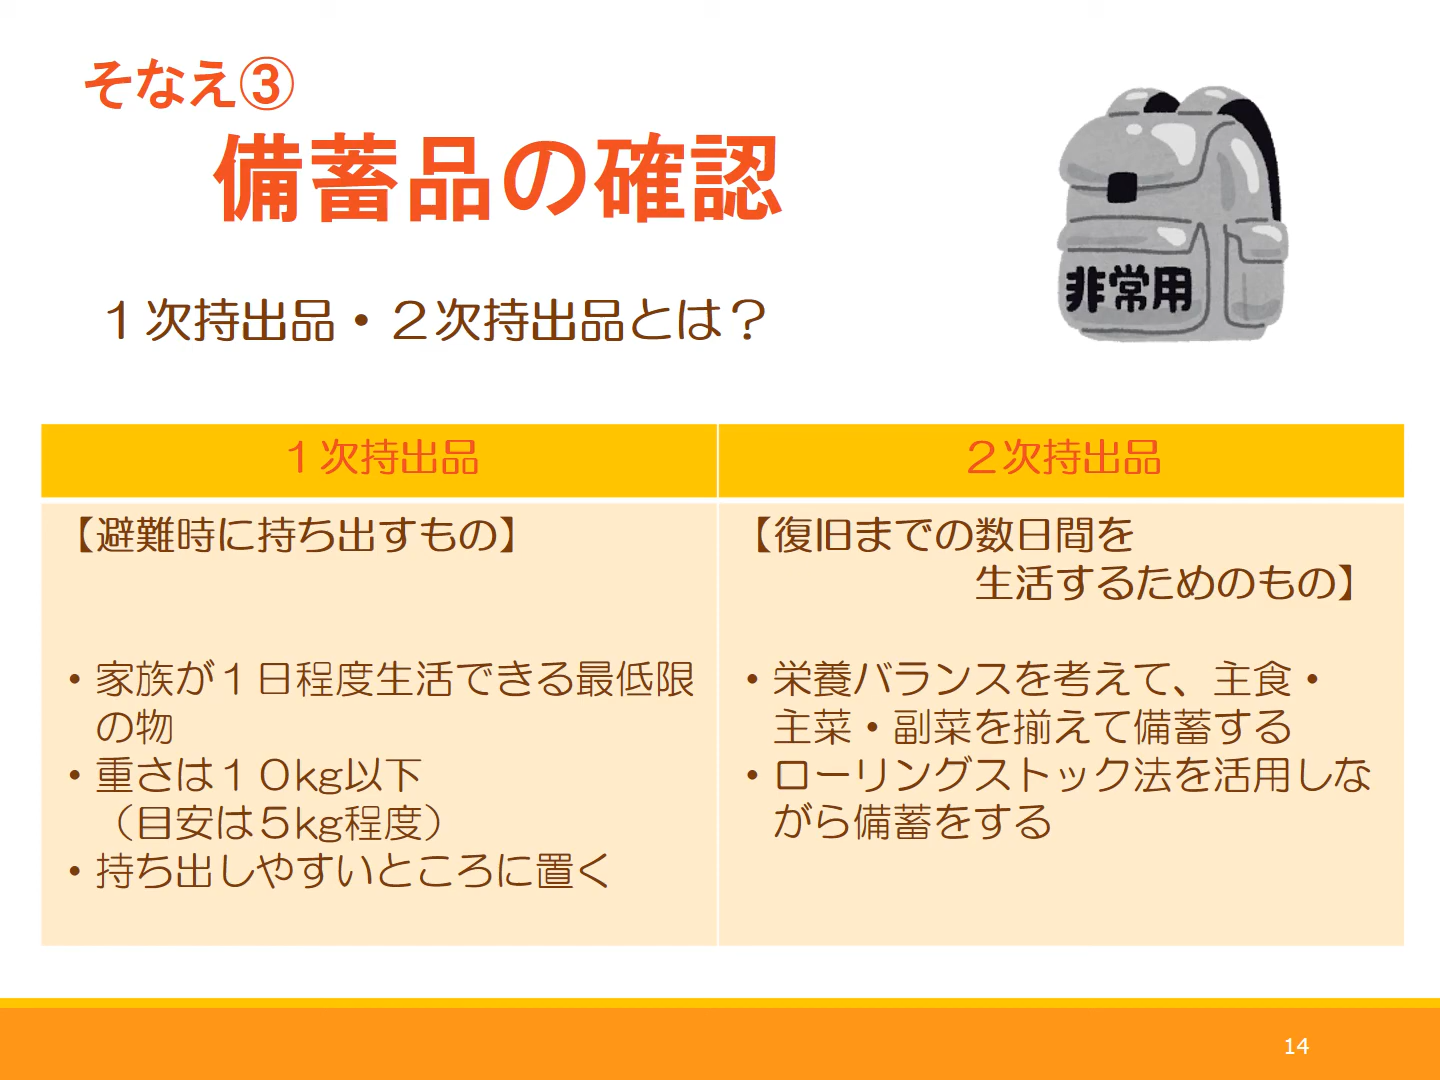 そなえ③
備蓄品の確認
１次持出品・２次持出品とは？
非常用
１次持出品
２次持出品
【避難時に持ち出すもの】
・家族が１日程度生活できる最低限
の物
・重さは１０kg以下
（目安は５kg程度）
・持ち出しやすいところに置く
【復旧までの数日間を
生活するためのもの】
・栄養バランスを考えて、主食・
主菜・副菜を揃えて備蓄する
・ローリングストック法を活用しな
がら備蓄をする
14